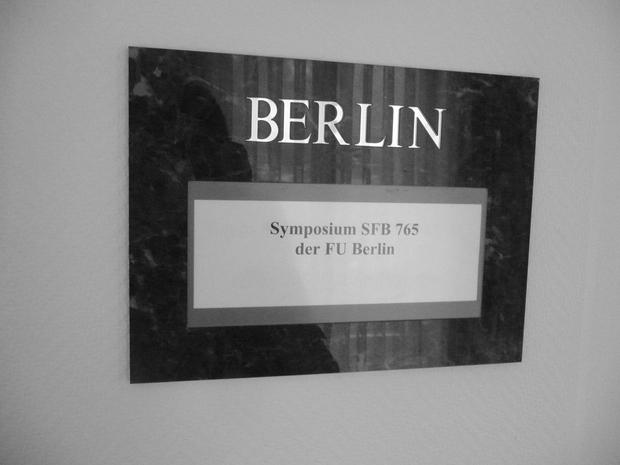 BERLIN
Symposium SFB 765
der FU Berlin